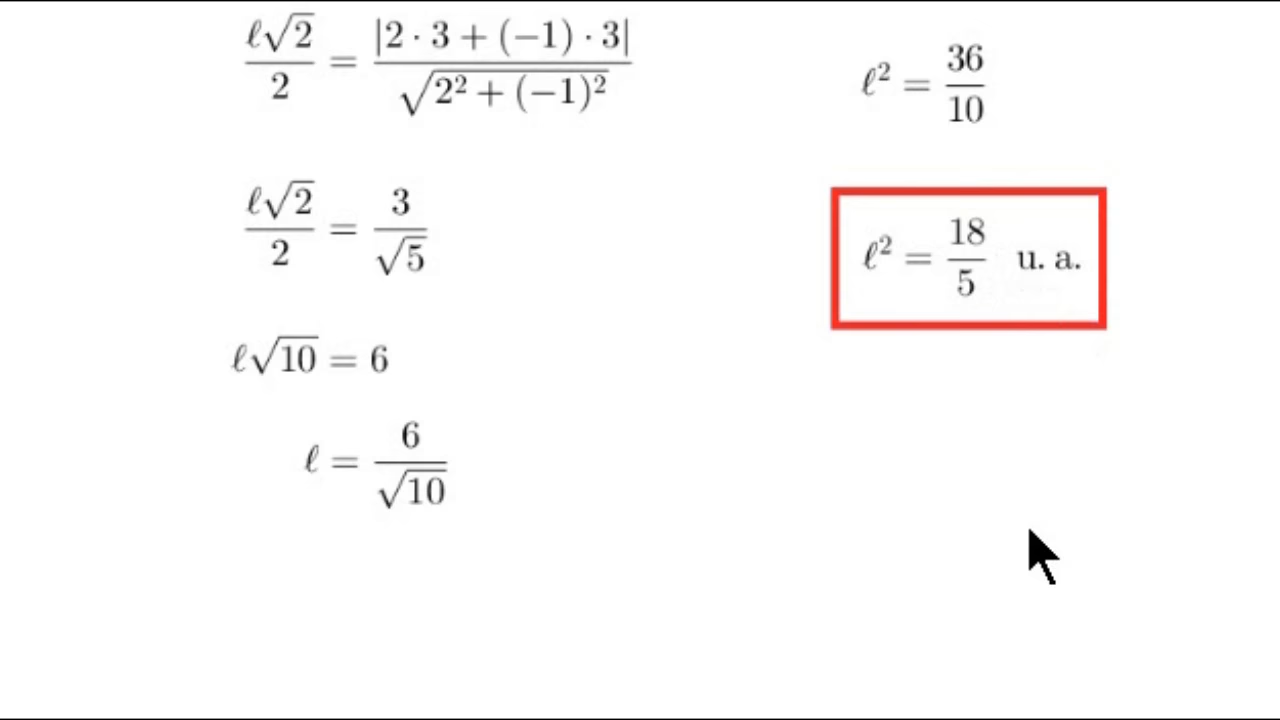 ℓ√2/2 = |2 · 3 + (−1) · 3|/√(2² + (−1)²)
ℓ√2/2 = 3/√5
ℓ√10 = 6
ℓ = 6/√10
ℓ² = 36/10
ℓ² = 18/5 u. a.